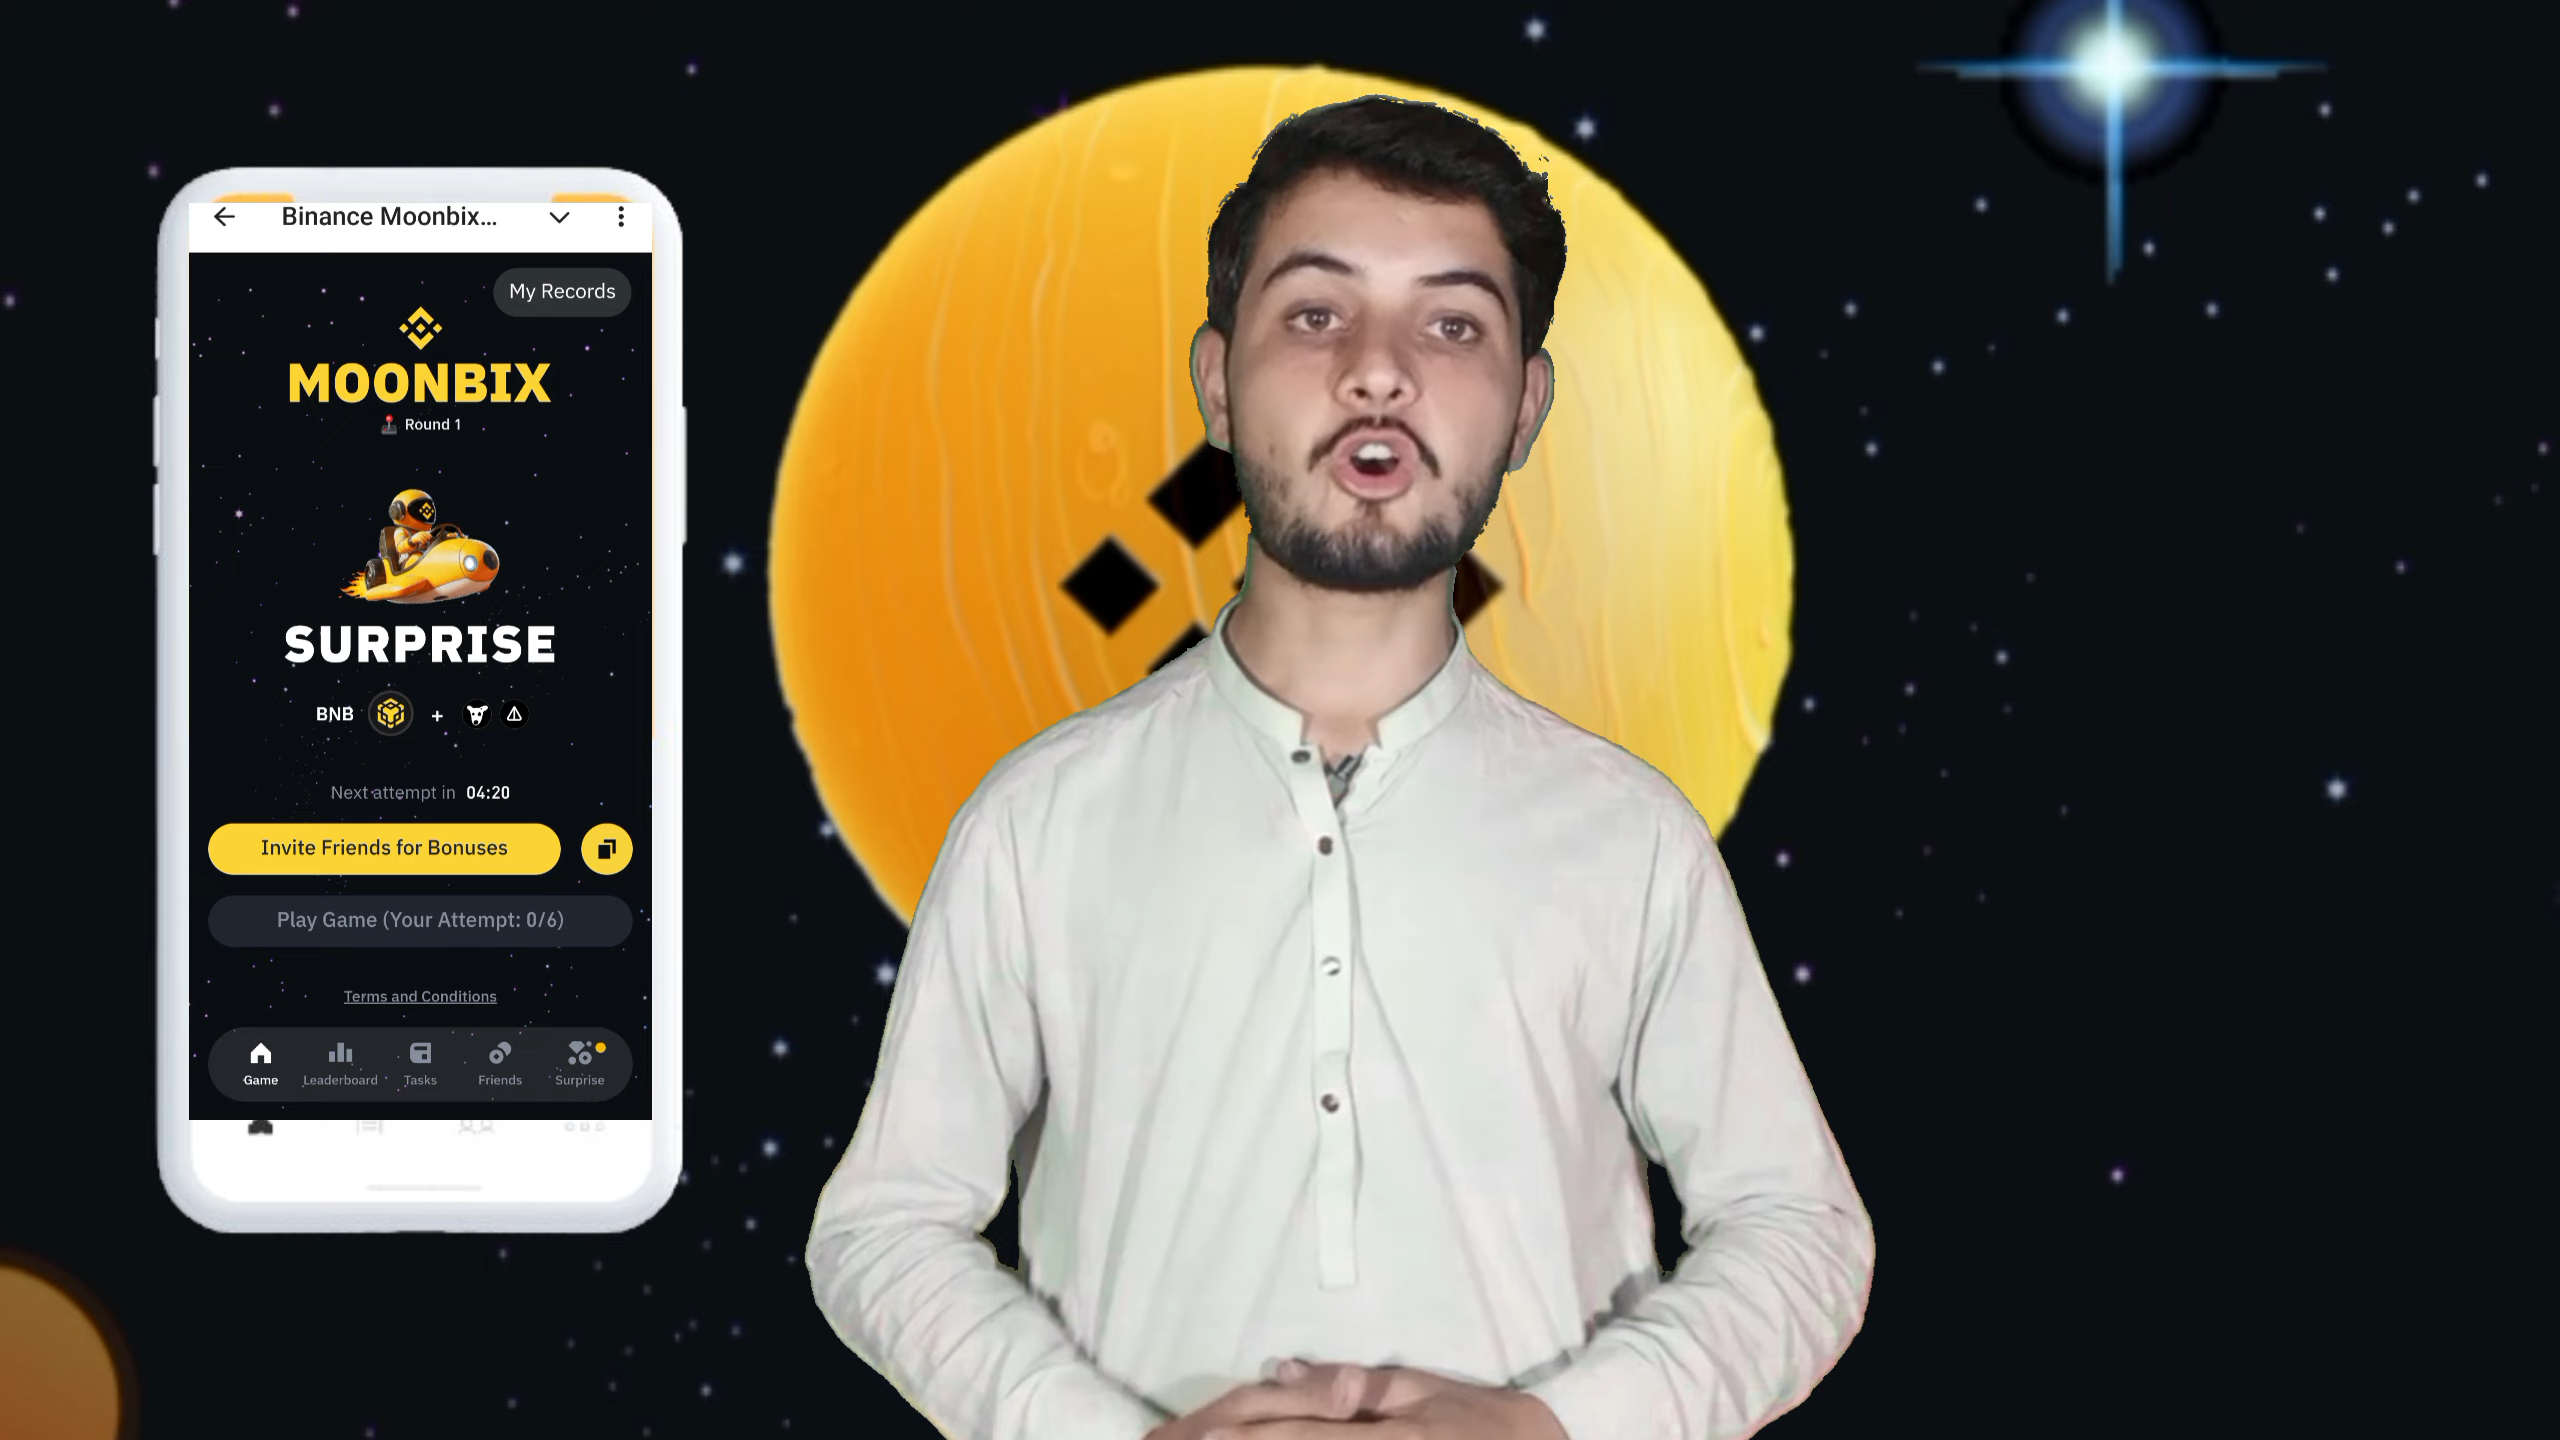 Binance Moonbix...
My Records
MOONBIX
Round 1
SURPRISE
BNB +
Next attempt in 04:20
Invite Friends for Bonuses
Play Game (Your Attempt: 0/6)
Terms and Conditions
Game Leaderboard Tasks Friends Surprise